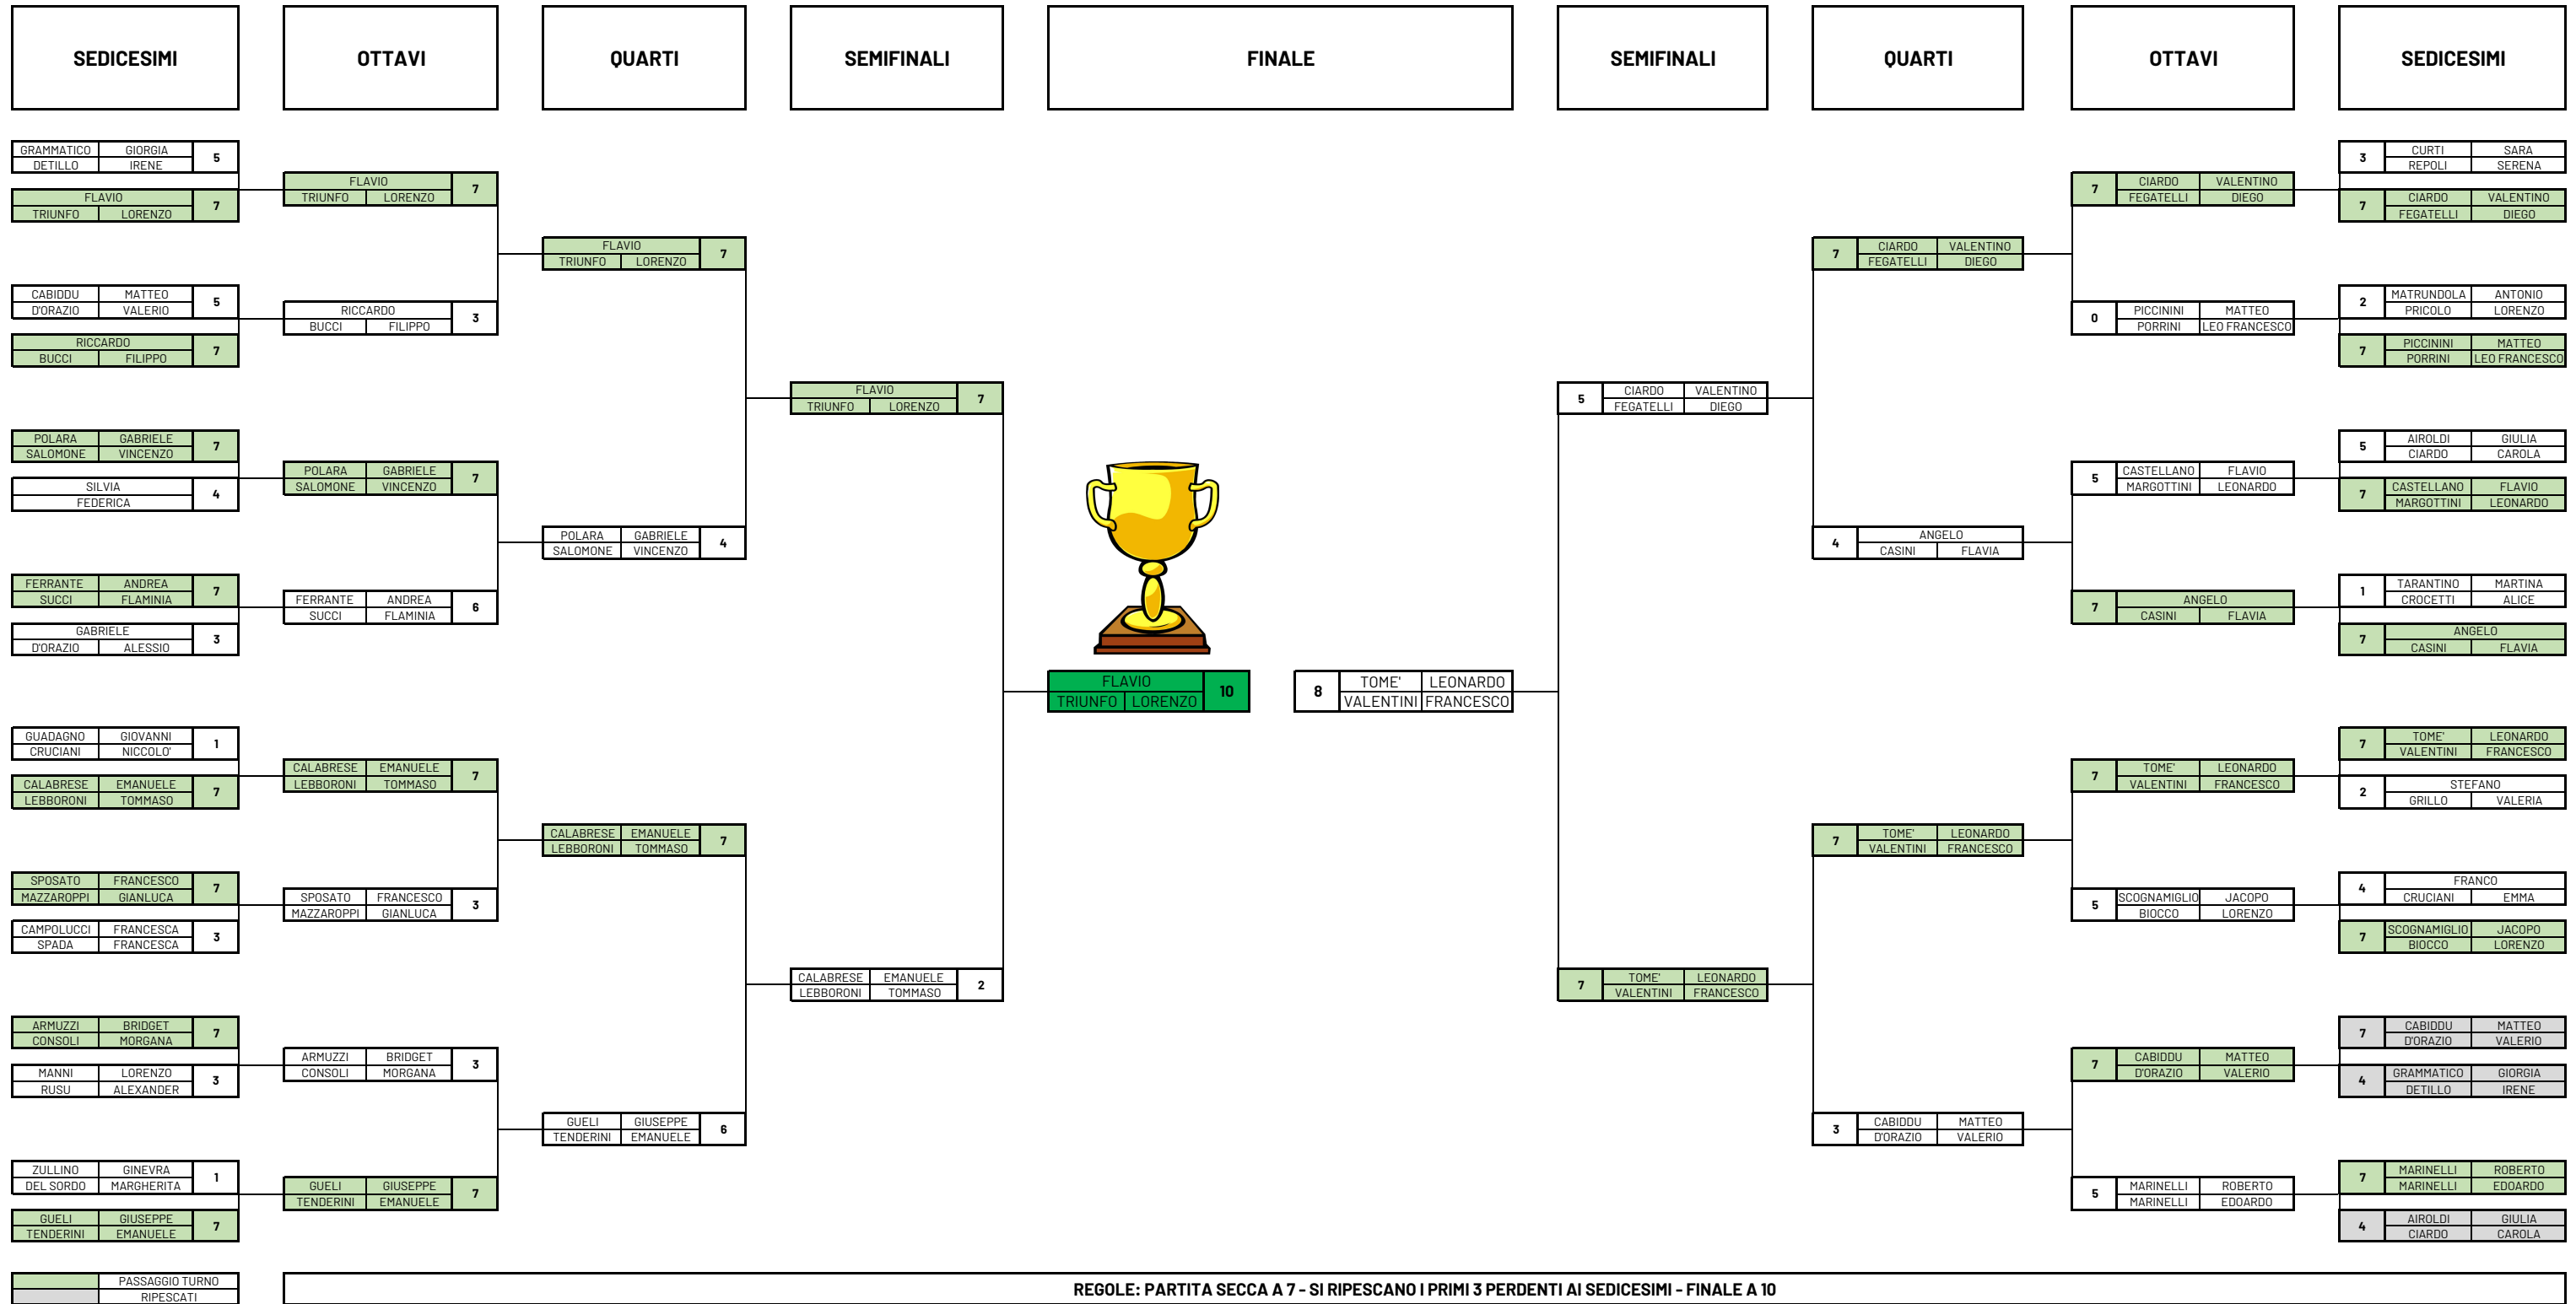 SEDICESIMI OTTAVI QUARTI SEMIFINALI FINALE SEMIFINALI QUARTI OTTAVI SEDICESIMI
GRAMMATICO GIORGIA 5
DETILLO IRENE
FLAVIO 7
TRIUNFO LORENZO
CABIDDU MATTEO 5
D'ORAZIO VALERIO
RICCARDO 7
BUCCI FILIPPO
POLARA GABRIELE 7
SALOMONE VINCENZO
SILVIA 4
FEDERICA
FERRANTE ANDREA 7
SUCCI FLAMINIA
GABRIELE 3
D'ORAZIO ALESSIO
GUADAGNO GIOVANNI 1
CRUCIANI NICCOLO'
CALABRESE EMANUELE 7
LEBBORONI TOMMASO
SPOSATO FRANCESCO 7
MAZZAROPPI GIANLUCA
CAMPOLUCCI FRANCESCA 3
SPADA FRANCESCA
ARMUZZI BRIDGET 7
CONSOLI MORGANA
MANNI LORENZO 3
RUSU ALEXANDER
ZULLINO GINEVRA 1
DEL SORDO MARGHERITA
GUELI GIUSEPPE 7
TENDERINI EMANUELE
FLAVIO 7
TRIUNFO LORENZO
RICCARDO 3
BUCCI FILIPPO
POLARA GABRIELE 7
SALOMONE VINCENZO
FERRANTE ANDREA 6
SUCCI FLAMINIA
CALABRESE EMANUELE 7
LEBBORONI TOMMASO
SPOSATO FRANCESCO 3
MAZZAROPPI GIANLUCA
ARMUZZI BRIDGET 3
CONSOLI MORGANA
GUELI GIUSEPPE 7
TENDERINI EMANUELE
FLAVIO 7
TRIUNFO LORENZO
POLARA GABRIELE 4
SALOMONE VINCENZO
CALABRESE EMANUELE 7
LEBBORONI TOMMASO
GUELI GIUSEPPE 6
TENDERINI EMANUELE
FLAVIO 7
TRIUNFO LORENZO
CALABRESE EMANUELE 2
LEBBORONI TOMMASO
FLAVIO 10
TRIUNFO LORENZO
8 TOME' LEONARDO
VALENTINI FRANCESCO
5 CIARDO VALENTINO
FEGATELLI DIEGO
7 TOME' LEONARDO
VALENTINI FRANCESCO
7 CIARDO VALENTINO
FEGATELLI DIEGO
4 ANGELO
CASINI FLAVIA
7 TOME' LEONARDO
VALENTINI FRANCESCO
3 CABIDDU MATTEO
D'ORAZIO VALERIO
7 CIARDO VALENTINO
FEGATELLI DIEGO
0 PICCININI MATTEO
PORRINI LEO FRANCESCO
5 CASTELLANO FLAVIO
MARGOTTINI LEONARDO
7 ANGELO
CASINI FLAVIA
7 TOME' LEONARDO
VALENTINI FRANCESCO
5 SCOGNAMIGLIO JACOPO
BIOCCO LORENZO
7 CABIDDU MATTEO
D'ORAZIO VALERIO
5 MARINELLI ROBERTO
MARINELLI EDOARDO
3 CURTI SARA
REPOLI SERENA
7 CIARDO VALENTINO
FEGATELLI DIEGO
2 MATRUNDOLA ANTONIO
PRICOLO LORENZO
7 PICCININI MATTEO
PORRINI LEO FRANCESCO
5 AIROLDI GIULIA
CIARDO CAROLA
7 CASTELLANO FLAVIO
MARGOTTINI LEONARDO
1 TARANTINO MARTINA
CROCETTI ALICE
7 ANGELO
CASINI FLAVIA
7 TOME' LEONARDO
VALENTINI FRANCESCO
2 STEFANO
GRILLO VALERIA
4 FRANCO
CRUCIANI EMMA
7 SCOGNAMIGLIO JACOPO
BIOCCO LORENZO
7 CABIDDU MATTEO
D'ORAZIO VALERIO
4 GRAMMATICO GIORGIA
DETILLO IRENE
7 MARINELLI ROBERTO
MARINELLI EDOARDO
4 AIROLDI GIULIA
CIARDO CAROLA
PASSAGGIO TURNO
RIPESCATI
REGOLE: PARTITA SECCA A 7 - SI RIPESCANO I PRIMI 3 PERDENTI AI SEDICESIMI - FINALE A 10